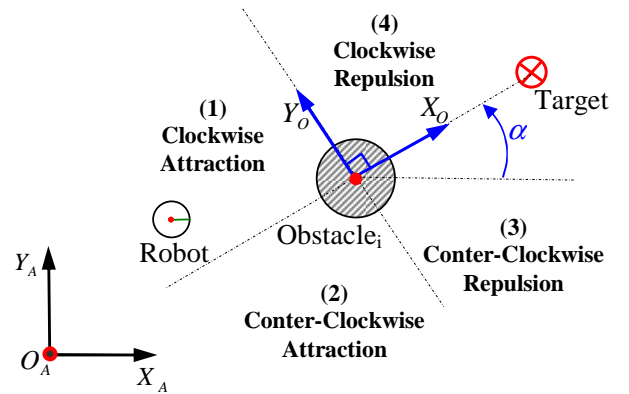 (4)
Clockwise
Repulsion
(1)
Clockwise
Attraction
Y_O
X_O
Target
α
Robot
Obstacle_i
(3)
Conter-Clockwise
Repulsion
(2)
Conter-Clockwise
Attraction
Y_A
O_A
X_A